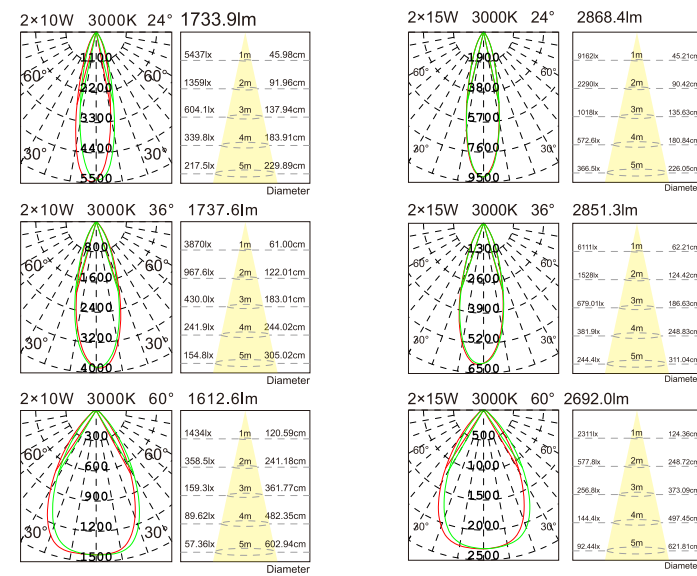 2×10W 3000K 24° 1733.9lm
1100
2200
3300
4400
5500
60° 60°
30° 30°
5437lx 1m 45.98cm
1359lx 2m 91.96cm
604.1lx 3m 137.94cm
339.8lx 4m 183.91cm
217.5lx 5m 229.89cm
Diameter
2×15W 3000K 24° 2868.4lm
1900
3800
5700
7600
9500
60° 60°
30° 30°
9162lx 1m 45.21cm
2290lx 2m 90.42cm
1018lx 3m 135.63cm
572.6lx 4m 180.84cm
366.5lx 5m 226.05cm
Diameter
2×10W 3000K 36° 1737.6lm
800
1600
2400
3200
4000
60° 60°
30° 30°
3870lx 1m 61.00cm
967.6lx 2m 122.01cm
430.0lx 3m 183.01cm
241.9lx 4m 244.02cm
154.8lx 5m 305.02cm
Diameter
2×15W 3000K 36° 2851.3lm
1300
2600
3900
5200
6500
60° 60°
30° 30°
6111lx 1m 62.21cm
1528lx 2m 124.42cm
679.01lx 3m 186.63cm
381.9lx 4m 248.83cm
244.4lx 5m 311.04cm
Diameter
2×10W 3000K 60° 1612.6lm
300
600
900
1200
1500
60° 60°
30° 30°
1434lx 1m 120.59cm
358.5lx 2m 241.18cm
159.3lx 3m 361.77cm
89.62lx 4m 482.35cm
57.36lx 5m 602.94cm
Diameter
2×15W 3000K 60° 2692.0lm
500
1000
1500
2000
2500
60° 60°
30° 30°
2311lx 1m 124.36cm
577.8lx 2m 248.72cm
256.8lx 3m 373.09cm
144.4lx 4m 497.45cm
92.44lx 5m 621.81cm
Diameter